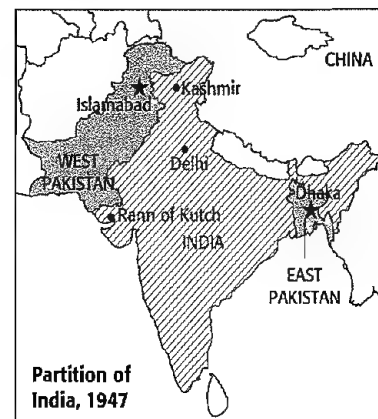 CHINA
Kashmir
Islamabad
WEST
PAKISTAN
Delhi
Dhaka
Rann of Kutch
INDIA
EAST
PAKISTAN
Partition of
India, 1947